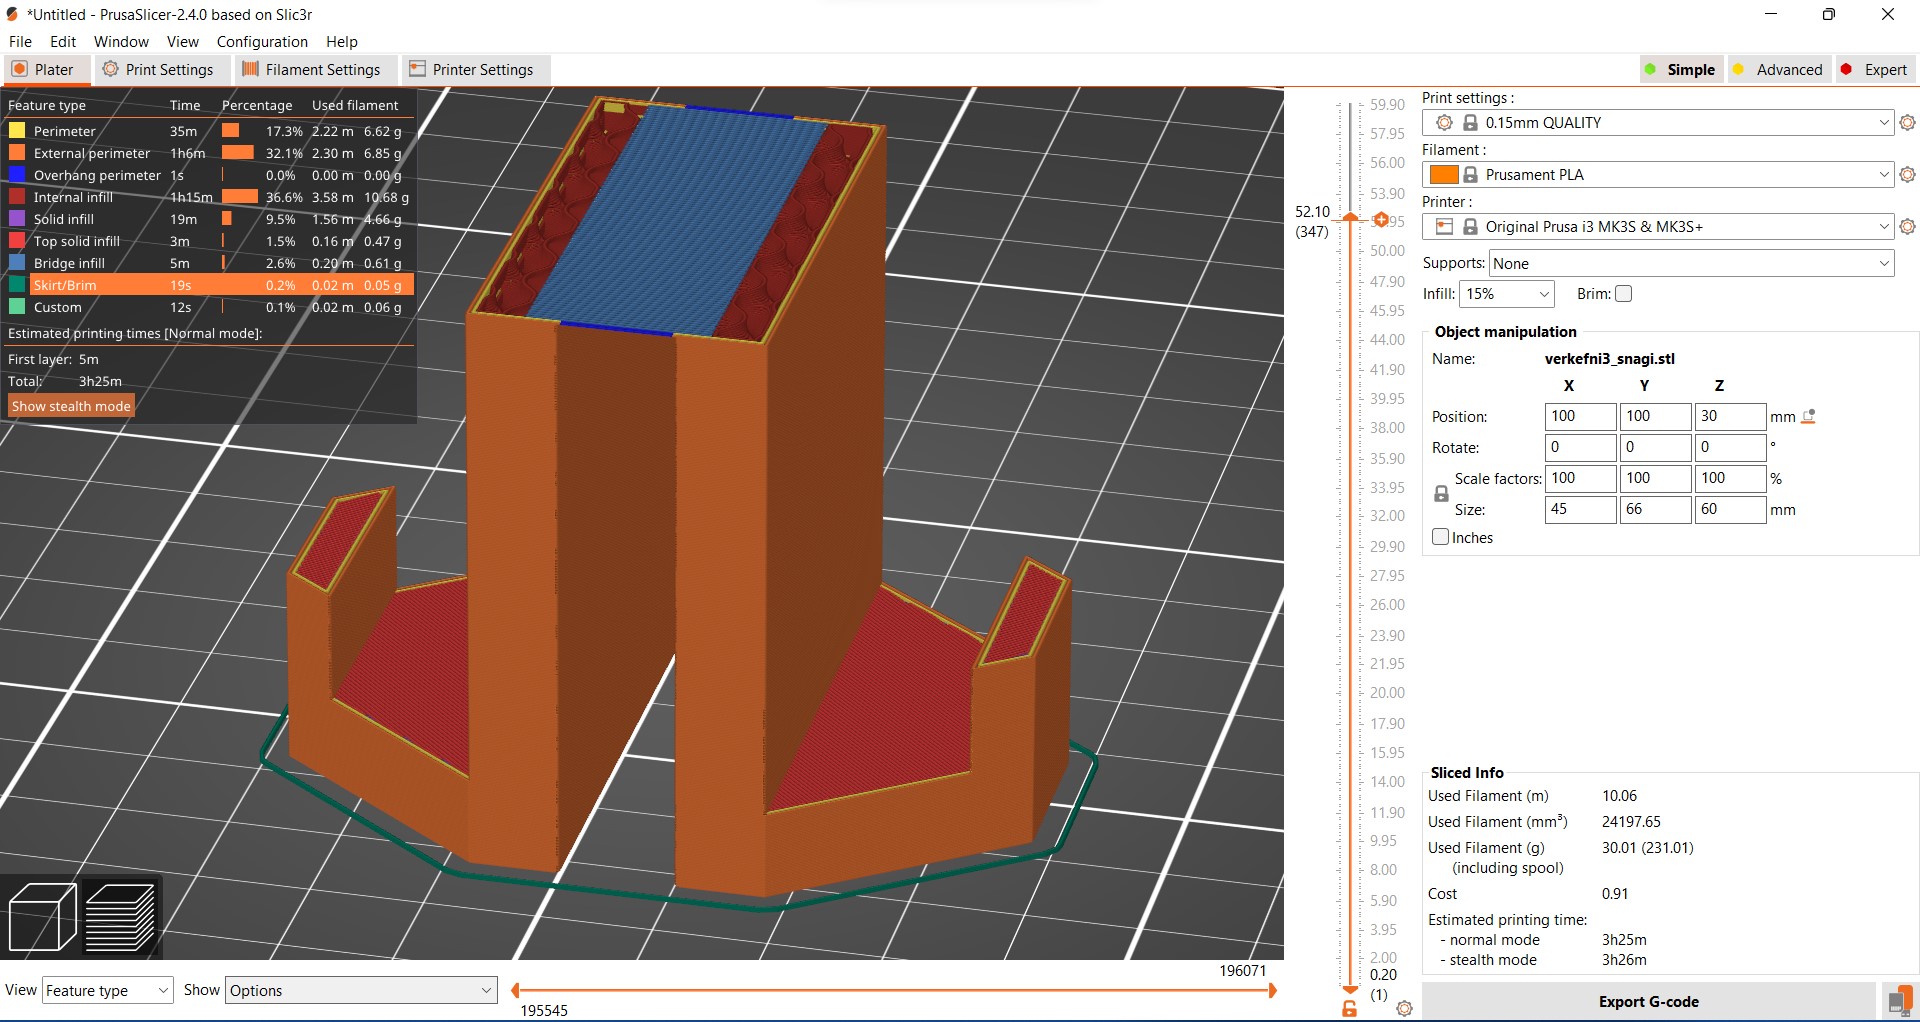 *Untitled - PrusaSlicer-2.4.0 based on Slic3r
File Edit Window View Configuration Help
Plater Print Settings Filament Settings Printer Settings Simple Advanced Expert
Feature type Time Percentage Used filament
Perimeter 35m 17.3% 2.22 m 6.62 g
External perimeter 1h6m 32.1% 2.30 m 6.85 g
Overhang perimeter 1s 0.0% 0.00 m 0.00 g
Internal infill 1h15m 36.6% 3.58 m 10.68 g
Solid infill 19m 9.5% 1.56 m 4.66 g
Top solid infill 3m 1.5% 0.16 m 0.47 g
Bridge infill 5m 2.6% 0.20 m 0.61 g
Skirt/Brim 19s 0.2% 0.02 m 0.05 g
Custom 12s 0.1% 0.02 m 0.06 g
Estimated printing times [Normal mode]:
First layer: 5m
Total: 3h25m
Show stealth mode
52.10
(347)
59.90
57.95
56.00
53.90
50.00
47.90
45.95
44.00
41.90
39.95
38.00
35.90
33.95
32.00
29.90
27.95
26.00
23.90
21.95
20.00
17.90
15.95
14.00
11.90
9.95
8.00
5.90
3.95
2.00
0.20
(1)
Print settings :
0.15mm QUALITY
Filament :
Prusament PLA
Printer :
Original Prusa i3 MK3S & MK3S+
Supports: None
Infill: 15% Brim:
Object manipulation
Name: verkefni3_snagi.stl
X Y Z
Position: 100 100 30 mm
Rotate: 0 0 0 °
Scale factors: 100 100 100 %
Size: 45 66 60 mm
Inches
Sliced Info
Used Filament (m) 10.06
Used Filament (mm³) 24197.65
Used Filament (g) 30.01 (231.01)
(including spool)
Cost 0.91
Estimated printing time:
- normal mode 3h25m
- stealth mode 3h26m
Export G-code
View Feature type Show Options
196071
195545